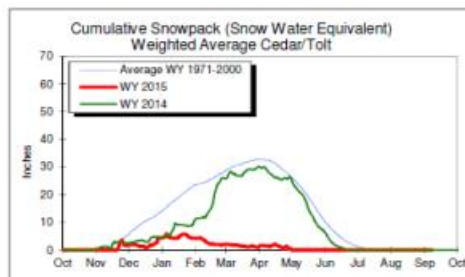 Cumulative Snowpack (Snow Water Equivalent)
Weighted Average Cedar/Tolt
70
60
50
40
30
20
10
0
Inches
Average WY 1971-2000
WY 2015
WY 2014
Oct Nov Dec Jan Feb Mar Apr May Jun Jul Aug Sep Oct